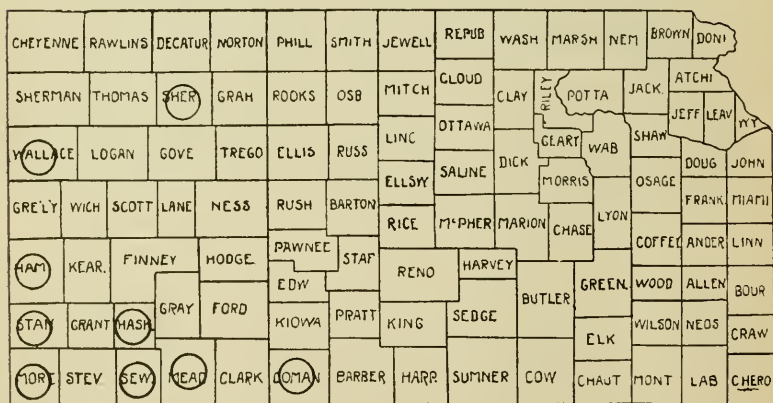 CHEYENNE RAWLINS DECATUR NORTON PHILL SMITH JEWELL REPUB WASH MARSH NEM BROWN DONI
SHERMAN THOMAS SHER GRAH ROOKS OSB MITCH CLOUD CLAY RILEY POTTA JACK. ATCHI
OTTAWA JEFF LEAV WY
WALLACE LOGAN GOVE TREGO ELLIS RUSS LINC SALINE DICK GEARY WAB SHAW DOUG JOHN
GRE'LY WICH SCOTT LANE NESS RUSH BARTON ELLSW MORRIS OSAGE FRANK MIAMI
RICE McPHER MARION CHASE LYON
HAM KEAR. FINNEY HODGE PAWNEE STAF RENO HARVEY COFFEE ANDER LINN
EDW
STAN GRANT HASK GRAY FORD KIOWA PRATT KING SEDGE BUTLER GREEN. WOOD ALLEN BOUR
ELK WILSON NEOS CRAW
MORT STEV. SEW MEAD CLARK COMAN BARBER HARP. SUMNER COW CHAUT MONT LAB CHERO